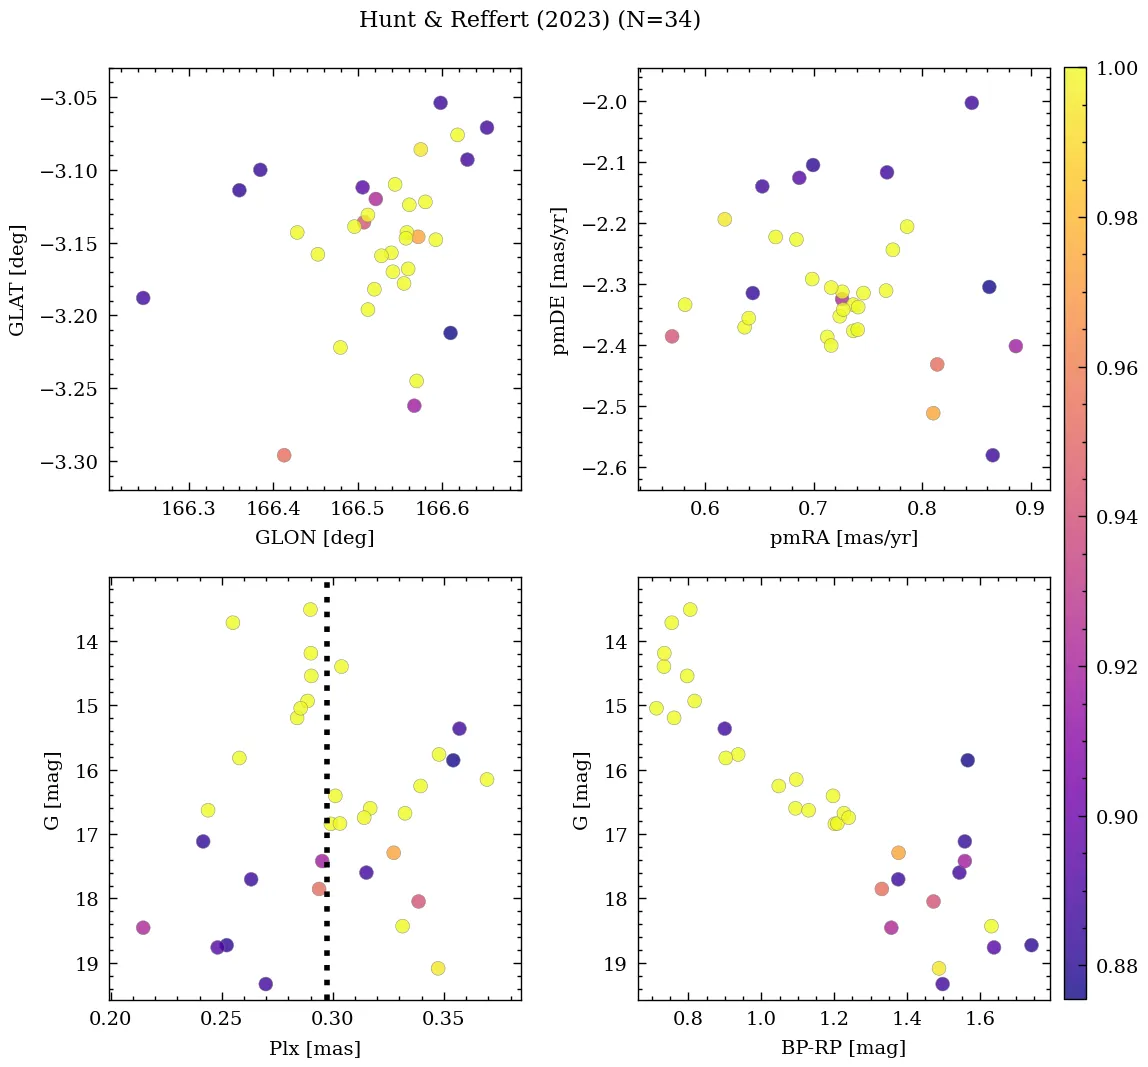 Hunt & Reffert (2023) (N=34)
−3.05
−3.10
−3.15
−3.20
−3.25
−3.30
GLAT [deg]
166.3 166.4 166.5 166.6
GLON [deg]
−2.0
−2.1
−2.2
−2.3
−2.4
−2.5
−2.6
pmDE [mas/yr]
0.6 0.7 0.8 0.9
pmRA [mas/yr]
1.00
0.98
0.96
0.94
0.92
0.90
0.88
14
15
16
17
18
19
G [mag]
0.20 0.25 0.30 0.35
Plx [mas]
14
15
16
17
18
19
G [mag]
0.8 1.0 1.2 1.4 1.6
BP-RP [mag]